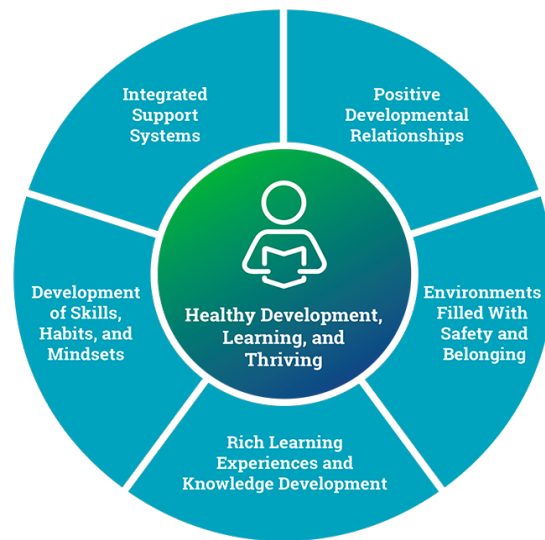 Integrated
Support
Systems
Positive
Developmental
Relationships
Development
of Skills,
Habits, and
Mindsets
Healthy Development,
Learning, and
Thriving
Environments
Filled With
Safety and
Belonging
Rich Learning
Experiences and
Knowledge Development